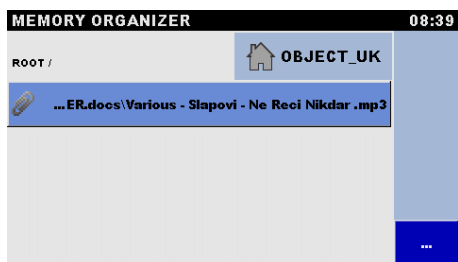 MEMORY ORGANIZER 08:39
ROOT / OBJECT_UK
...ER.docs\Various - Slapovi - Ne Reci Nikdar .mp3
...